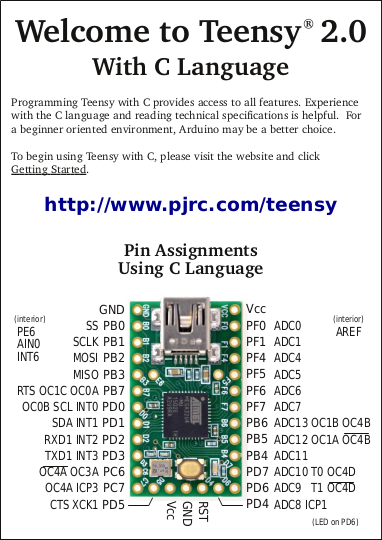 Welcome to Teensy® 2.0
With C Language
Programming Teensy with C provides access to all features. Experience
with the C language and reading technical specifications is helpful. For
a beginner oriented environment, Arduino may be a better choice.
To begin using Teensy with C, please visit the website and click
Getting Started.
http://www.pjrc.com/teensy
Pin Assignments
Using C Language
GND Vcc
(interior) SS PB0 PF0 ADC0 (interior)
PE6 SCLK PB1 PF1 ADC1 AREF
AIN0 MOSI PB2 PF4 ADC4
INT6 MISO PB3 PF5 ADC5
RTS OC1C OC0A PB7 PF6 ADC6
OC0B SCL INT0 PD0 PF7 ADC7
SDA INT1 PD1 PB6 ADC13 OC1B OC4B
RXD1 INT2 PD2 PB5 ADC12 OC1A OC4B
TXD1 INT3 PD3 PB4 ADC11
OC4A OC3A PC6 PD7 ADC10 T0 OC4D
OC4A ICP3 PC7 PD6 ADC9 T1 OC4D
CTS XCK1 PD5 Vcc GND RST PD4 ADC8 ICP1
(LED on PD6)